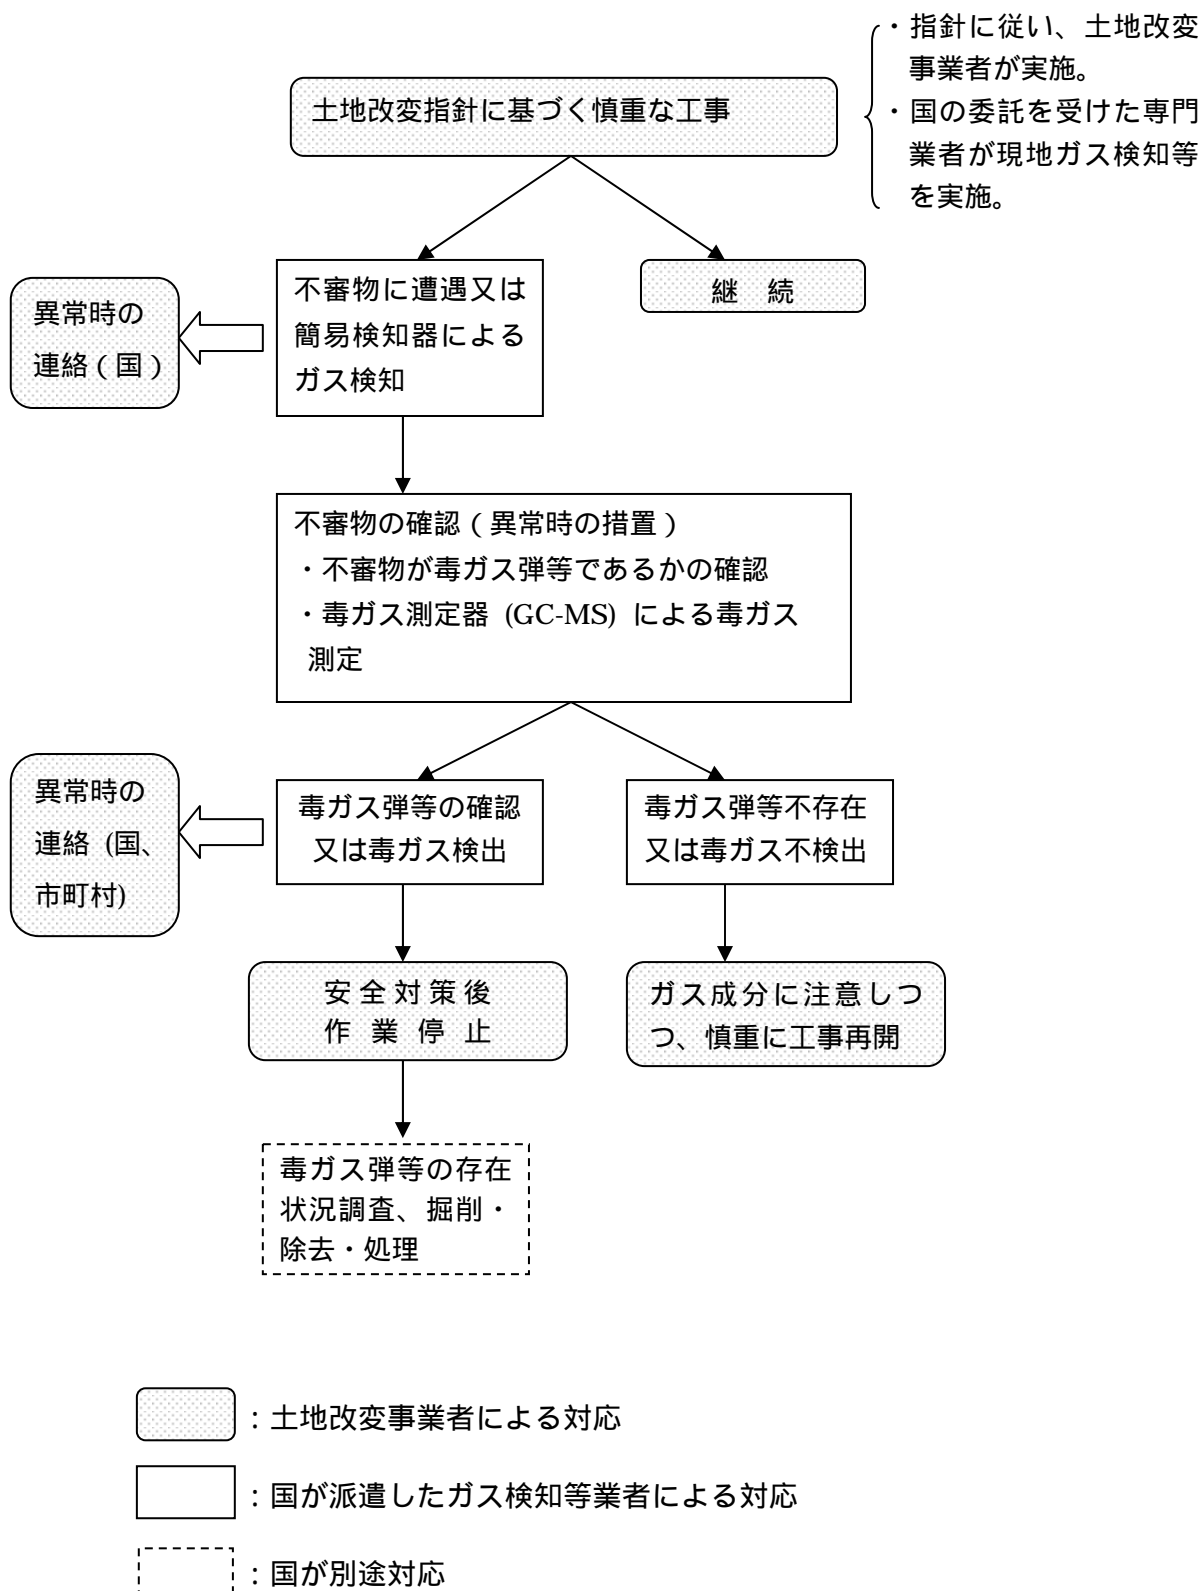 ・指針に従い、土地改変
事業者が実施。
・国の委託を受けた専門
業者が現地ガス検知等
を実施。
土地改変指針に基づく慎重な工事
異常時の
連絡（国）
不審物に遭遇又は
簡易検知器による
ガス検知
継　続
不審物の確認（異常時の措置）
・不審物が毒ガス弾等であるかの確認
・毒ガス測定器 (GC-MS) による毒ガス
測定
異常時の
連絡 (国、
市町村)
毒ガス弾等の確認
又は毒ガス検出
毒ガス弾等不存在
又は毒ガス不検出
安 全 対 策 後
作 業 停 止
ガス成分に注意しつ
つ、慎重に工事再開
毒ガス弾等の存在
状況調査、掘削・
除去・処理
：土地改変事業者による対応
：国が派遣したガス検知等業者による対応
：国が別途対応